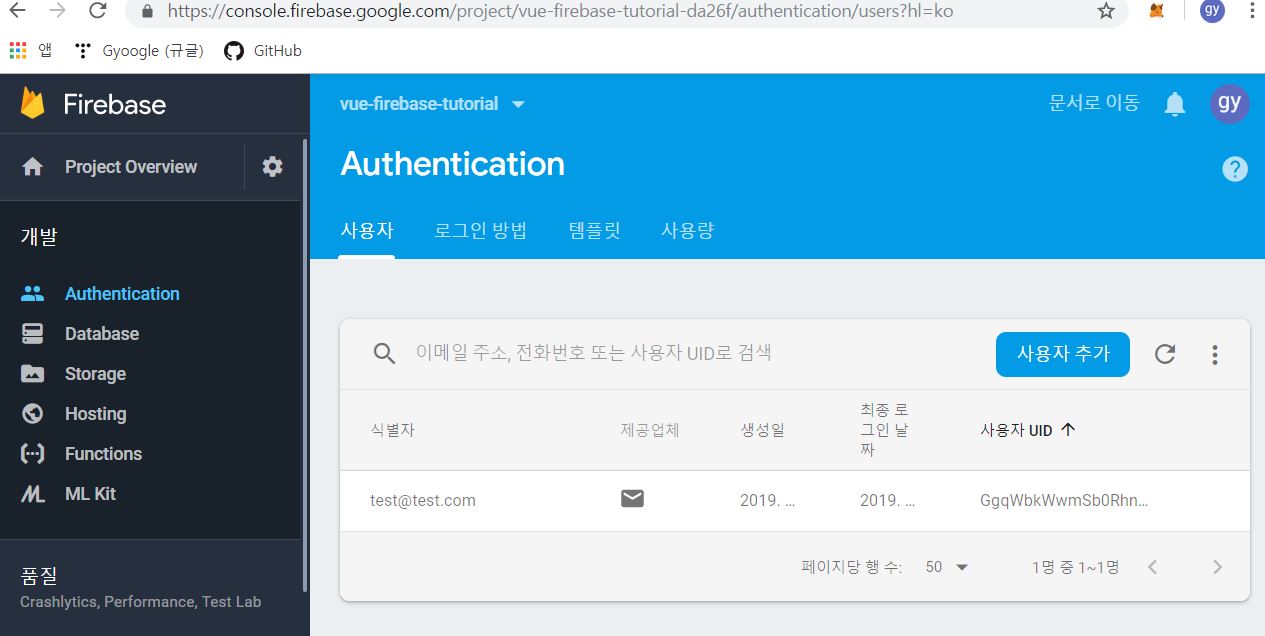 https://console.firebase.google.com/project/vue-firebase-tutorial-da26f/authentication/users?hl=ko
gy
앱
Gyoogle (규글)
GitHub
Firebase
vue-firebase-tutorial
문서로 이동
gy
Project Overview
Authentication
?
개발
사용자
로그인 방법
템플릿
사용량
Authentication
Database
Storage
Hosting
Functions
ML Kit
품질
Crashlytics, Performance, Test Lab
이메일 주소, 전화번호 또는 사용자 UID로 검색
사용자 추가
식별자
제공업체
생성일
최종 로
그인 날
짜
사용자 UID
test@test.com
2019. ...
2019. ...
GgqWbkWwmSb0Rhn...
페이지당 행 수:
50
1명 중 1~1명